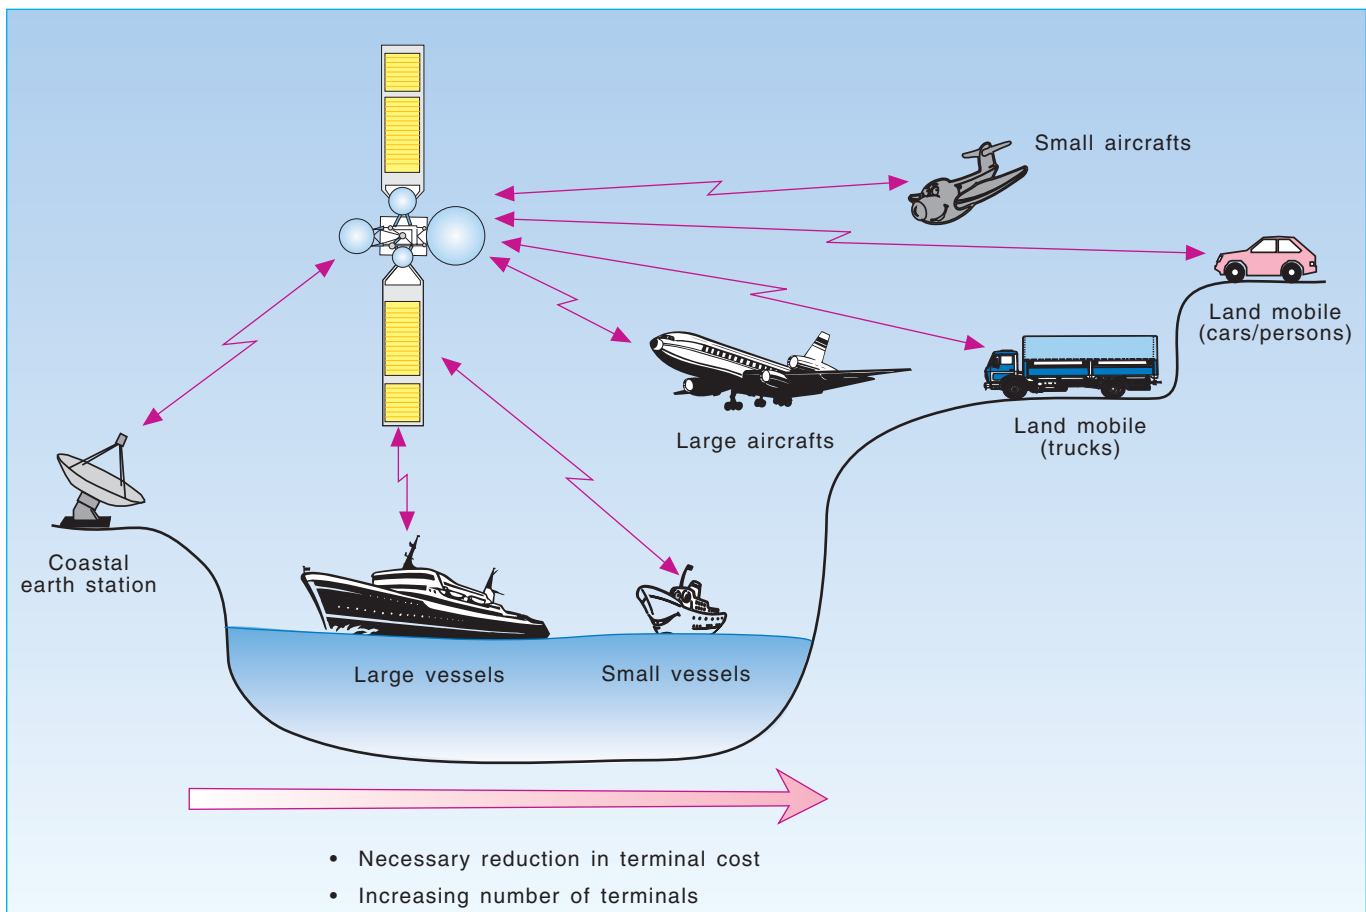 Small aircrafts
Land mobile
(cars/persons)
Large aircrafts
Land mobile
(trucks)
Coastal
earth station
Large vessels
Small vessels
• Necessary reduction in terminal cost
• Increasing number of terminals